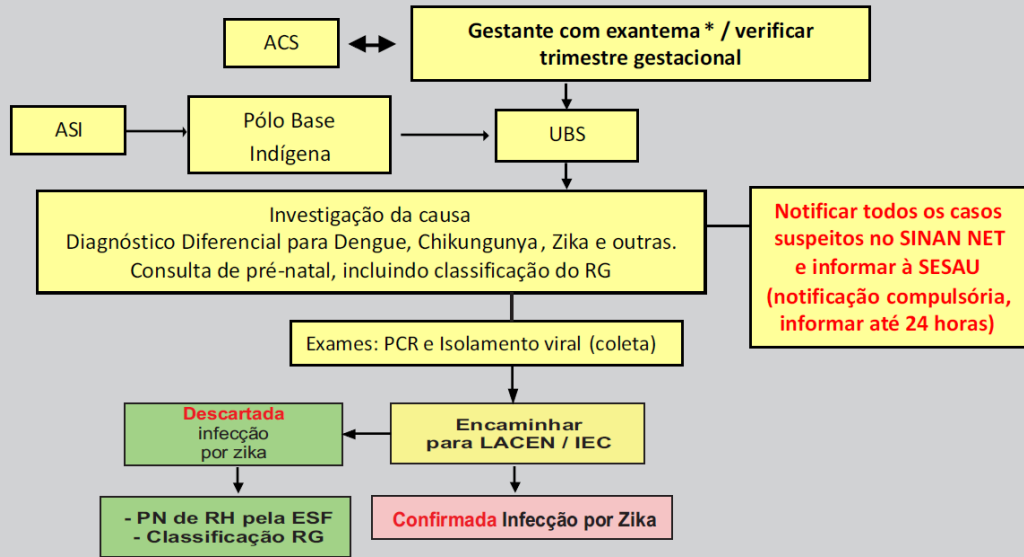 ACS
Gestante com exantema * / verificar
trimestre gestacional
ASI
Pólo Base
Indígena
UBS
Investigação da causa
Diagnóstico Diferencial para Dengue, Chikungunya, Zika e outras.
Consulta de pré-natal, incluindo classificação do RG
Notificar todos os casos
suspeitos no SINAN NET
e informar à SESAU
(notificação compulsória,
informar até 24 horas)
Exames: PCR e Isolamento viral (coleta)
Descartada
infecção
por zika
Encaminhar
para LACEN / IEC
- PN de RH pela ESF
- Classificação RG
Confirmada Infecção por Zika